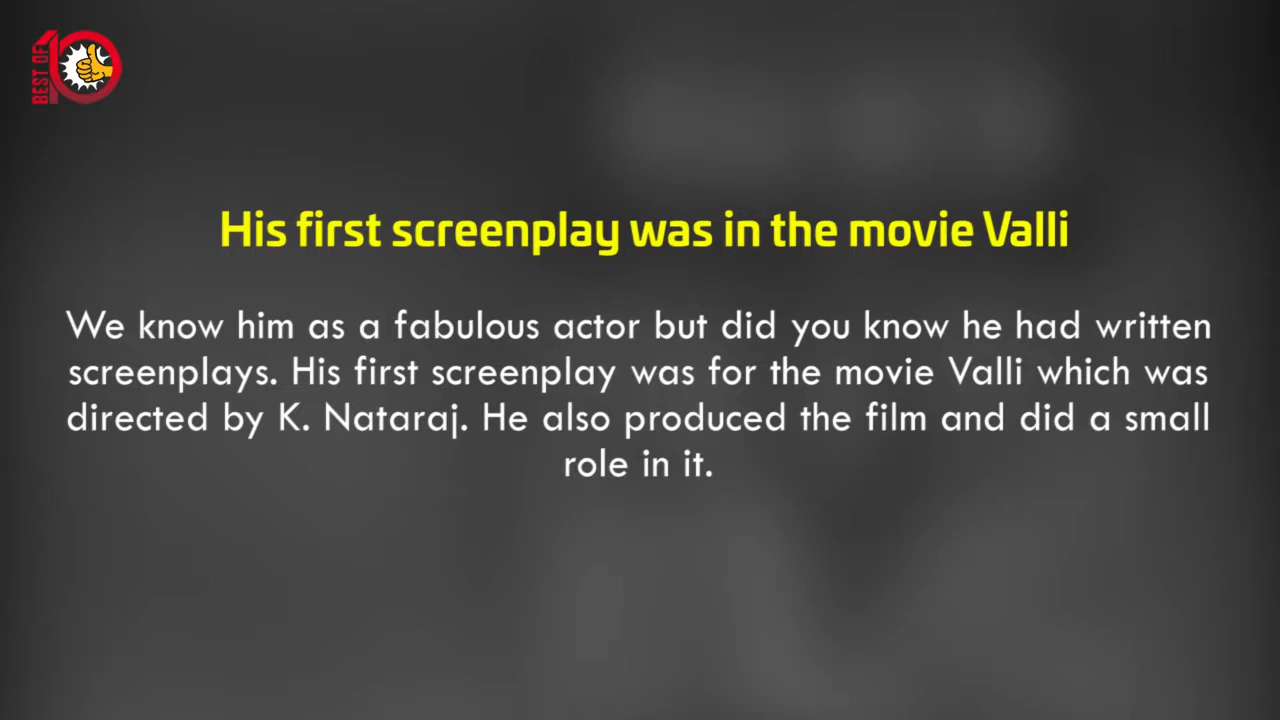 BEST OF 10
His first screenplay was in the movie Valli
We know him as a fabulous actor but did you know he had written
screenplays. His first screenplay was for the movie Valli which was
directed by K. Nataraj. He also produced the film and did a small
role in it.